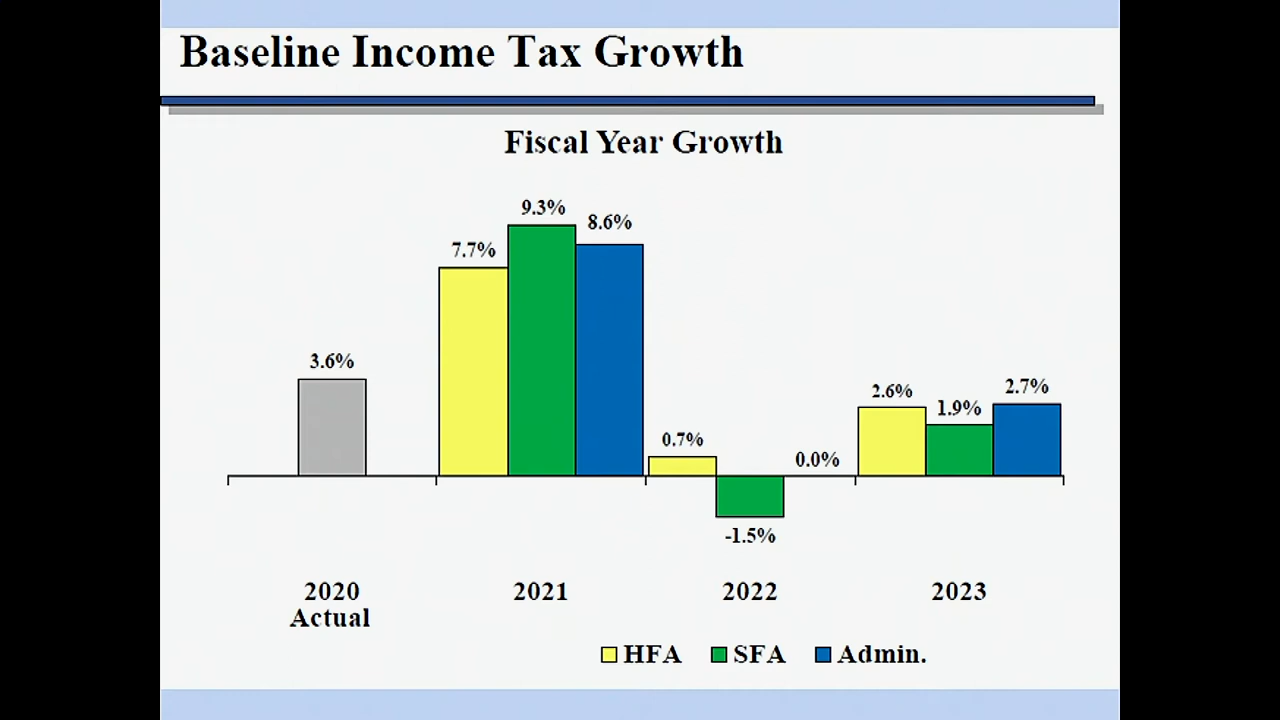 Baseline Income Tax Growth
Fiscal Year Growth
9.3%
8.6%
7.7%
3.6%
2.7%
2.6%
1.9%
0.7%
0.0%
-1.5%
2020 2021 2022 2023
Actual
HFA SFA Admin.